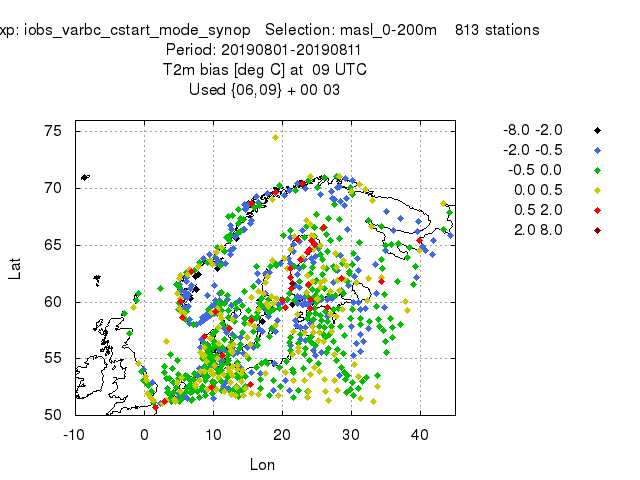 xp: iobs_varbc_cstart_mode_synop Selection: masl_0-200m 813 stations
Period: 20190801-20190811
T2m bias [deg C] at 09 UTC
Used {06,09} + 00 03
-8.0 -2.0
-2.0 -0.5
-0.5 0.0
0.0 0.5
0.5 2.0
2.0 8.0
75
70
65
60
55
50
Lat
-10 0 10 20 30 40
Lon